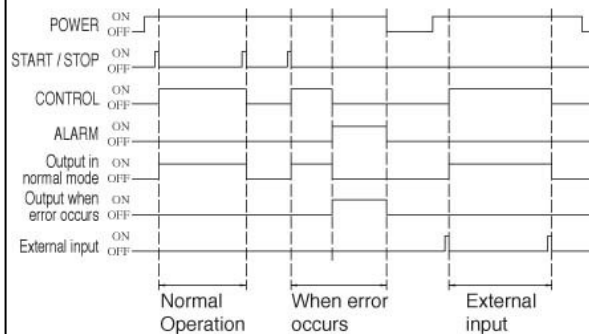 POWER ON
OFF
START / STOP ON
OFF
CONTROL ON
OFF
ALARM ON
OFF
Output in ON
normal mode OFF
Output when ON
error occurs OFF
External input ON
OFF
Normal
Operation
When error
occurs
External
input